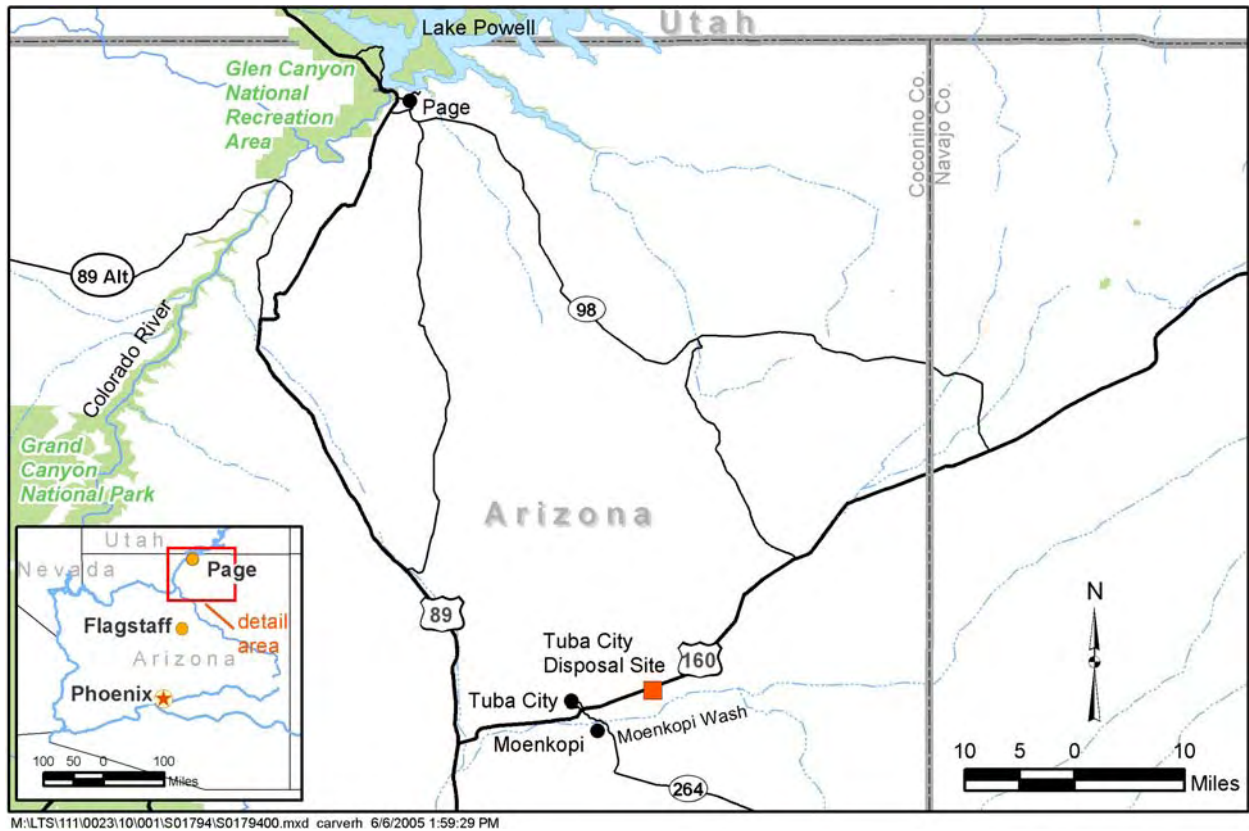 Utah
Lake Powell
Glen Canyon
National
Recreation
Area
Page
Coconino Co.
Navajo Co.
89 Alt
98
Colorado River
Grand
Canyon
National Park
Arizona
89
Tuba City
Disposal Site
160
Tuba City
Moenkopi
Moenkopi Wash
264
N
10 5 0 10
Miles
Utah
Nevada
Page
detail
area
Flagstaff
Arizona
Phoenix
100 50 0 100
Miles
M:\LTS\111\0023\10\001\S01794\S0179400.mxd carverh 6/6/2005 1:59:29 PM